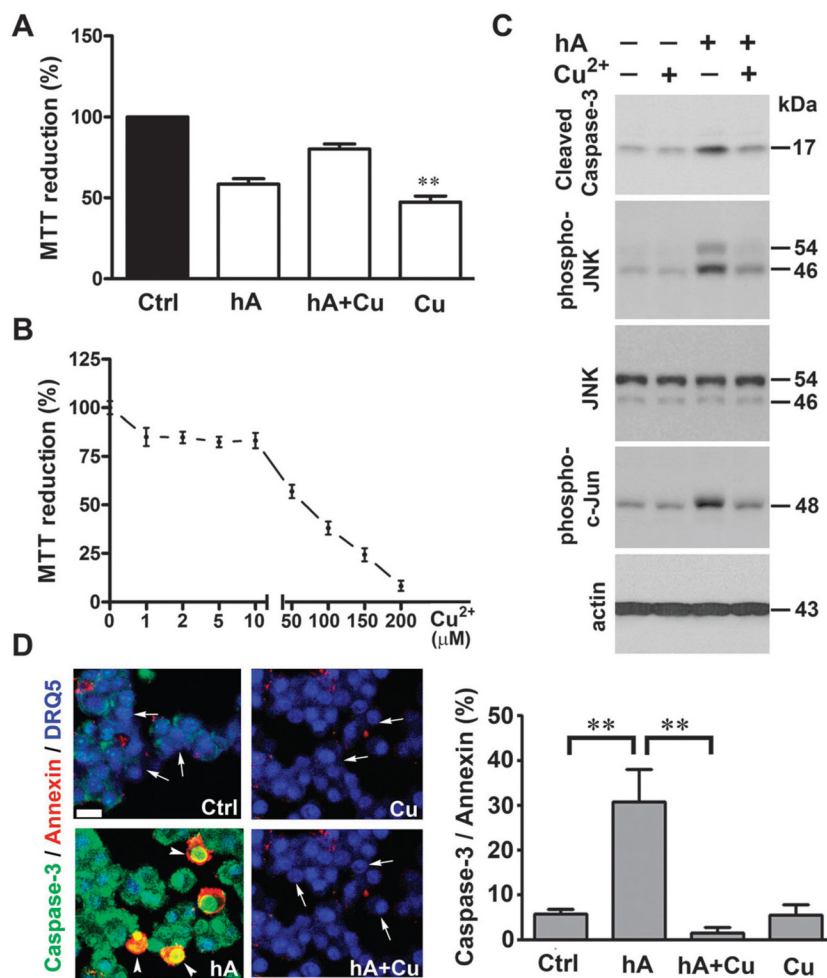 A
MTT reduction (%)
150
100
50
0
**
Ctrl hA hA+Cu Cu
B
MTT reduction (%)
125
100
75
50
25
0
0 1 2 5 10 50 100 150 200 Cu²⁺
(µM)
C
hA − − + +
Cu²⁺ − + − +
kDa
Cleaved
Caspase-3
17
phospho-
JNK
54
46
JNK
54
46
phospho-
c-Jun
48
actin
43
D
Caspase-3 / Annexin / DRQ5
Ctrl
Cu
hA
hA+Cu
Caspase-3 / Annexin (%)
50
40
30
20
10
0
** **
Ctrl hA hA+Cu Cu